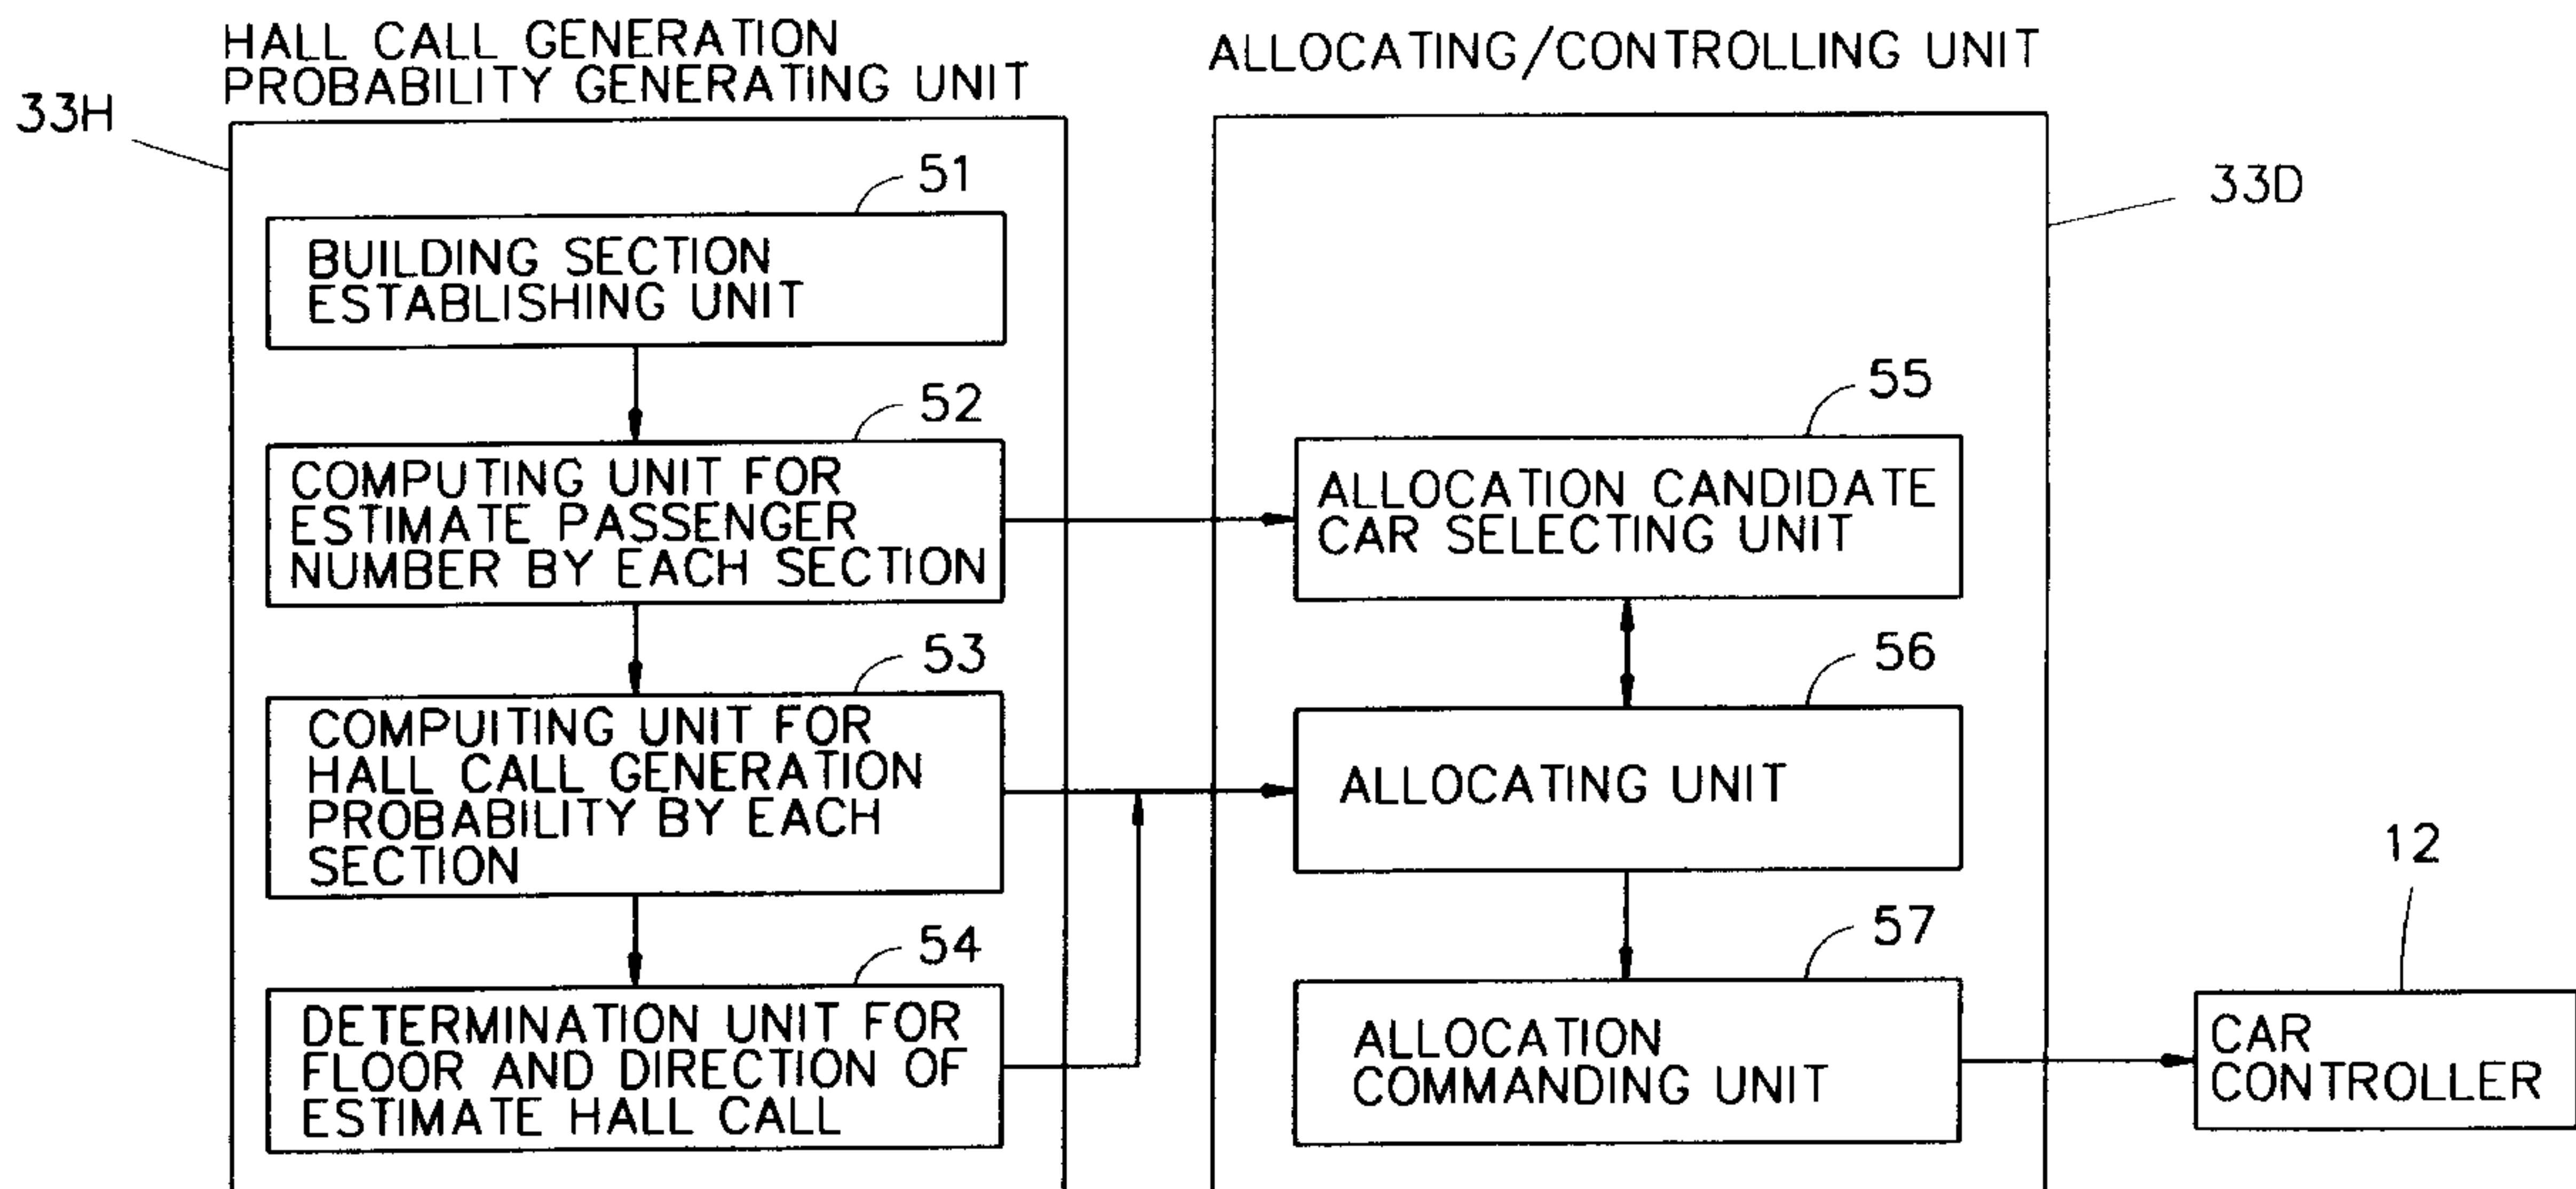 HALL CALL GENERATION
PROBABILITY GENERATING UNIT
33H
51
BUILDING SECTION
ESTABLISHING UNIT
52
COMPUTING UNIT FOR
ESTIMATE PASSENGER
NUMBER BY EACH SECTION
53
COMPUITING UNIT FOR
HALL CALL GENERATION
PROBABILITY BY EACH
SECTION
54
DETERMINATION UNIT FOR
FLOOR AND DIRECTION OF
ESTIMATE HALL CALL
ALLOCATING/CONTROLLING UNIT
33D
55
ALLOCATION CANDIDATE
CAR SELECTING UNIT
56
ALLOCATING UNIT
57
ALLOCATION
COMMANDING UNIT
12
CAR
CONTROLLER